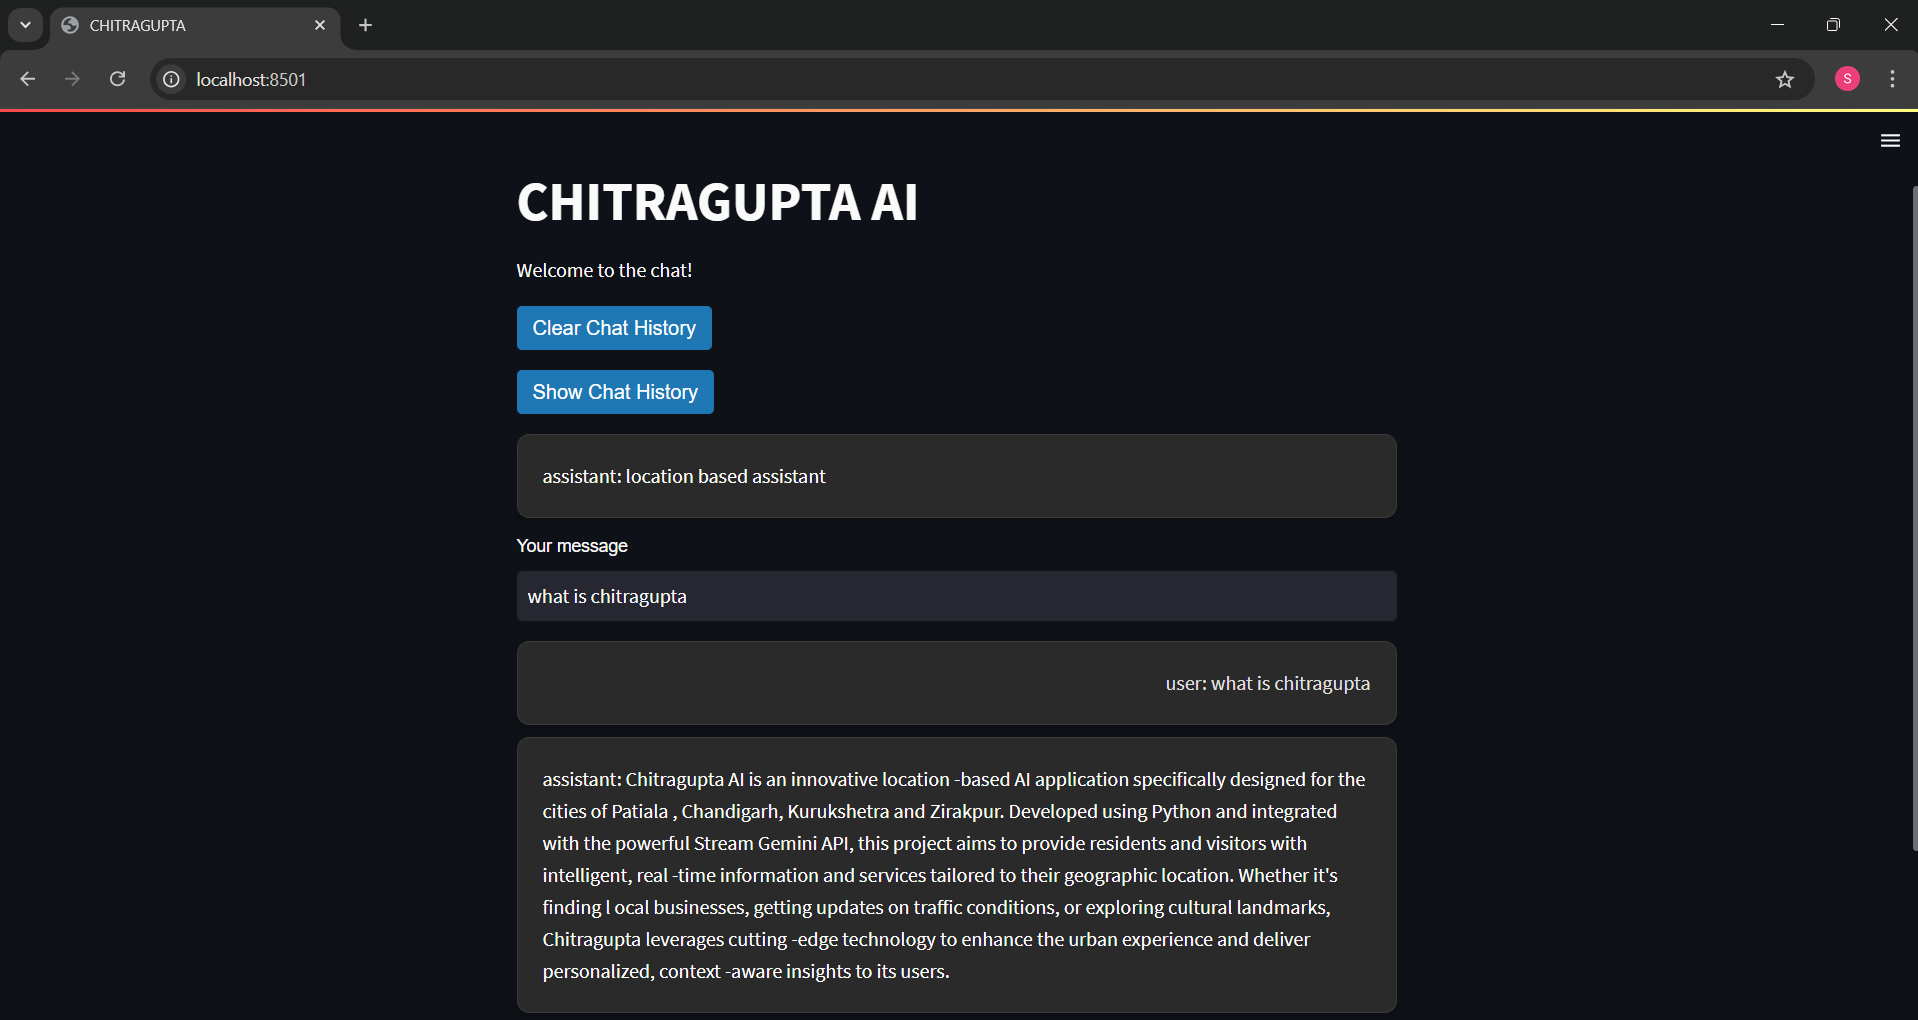 CHITRAGUPTA
localhost:8501
S
CHITRAGUPTA AI
Welcome to the chat!
Clear Chat History
Show Chat History
assistant: location based assistant
Your message
what is chitragupta
user: what is chitragupta
assistant: Chitragupta AI is an innovative location -based AI application specifically designed for the
cities of Patiala , Chandigarh, Kurukshetra and Zirakpur. Developed using Python and integrated
with the powerful Stream Gemini API, this project aims to provide residents and visitors with
intelligent, real -time information and services tailored to their geographic location. Whether it's
finding l ocal businesses, getting updates on traffic conditions, or exploring cultural landmarks,
Chitragupta leverages cutting -edge technology to enhance the urban experience and deliver
personalized, context -aware insights to its users.